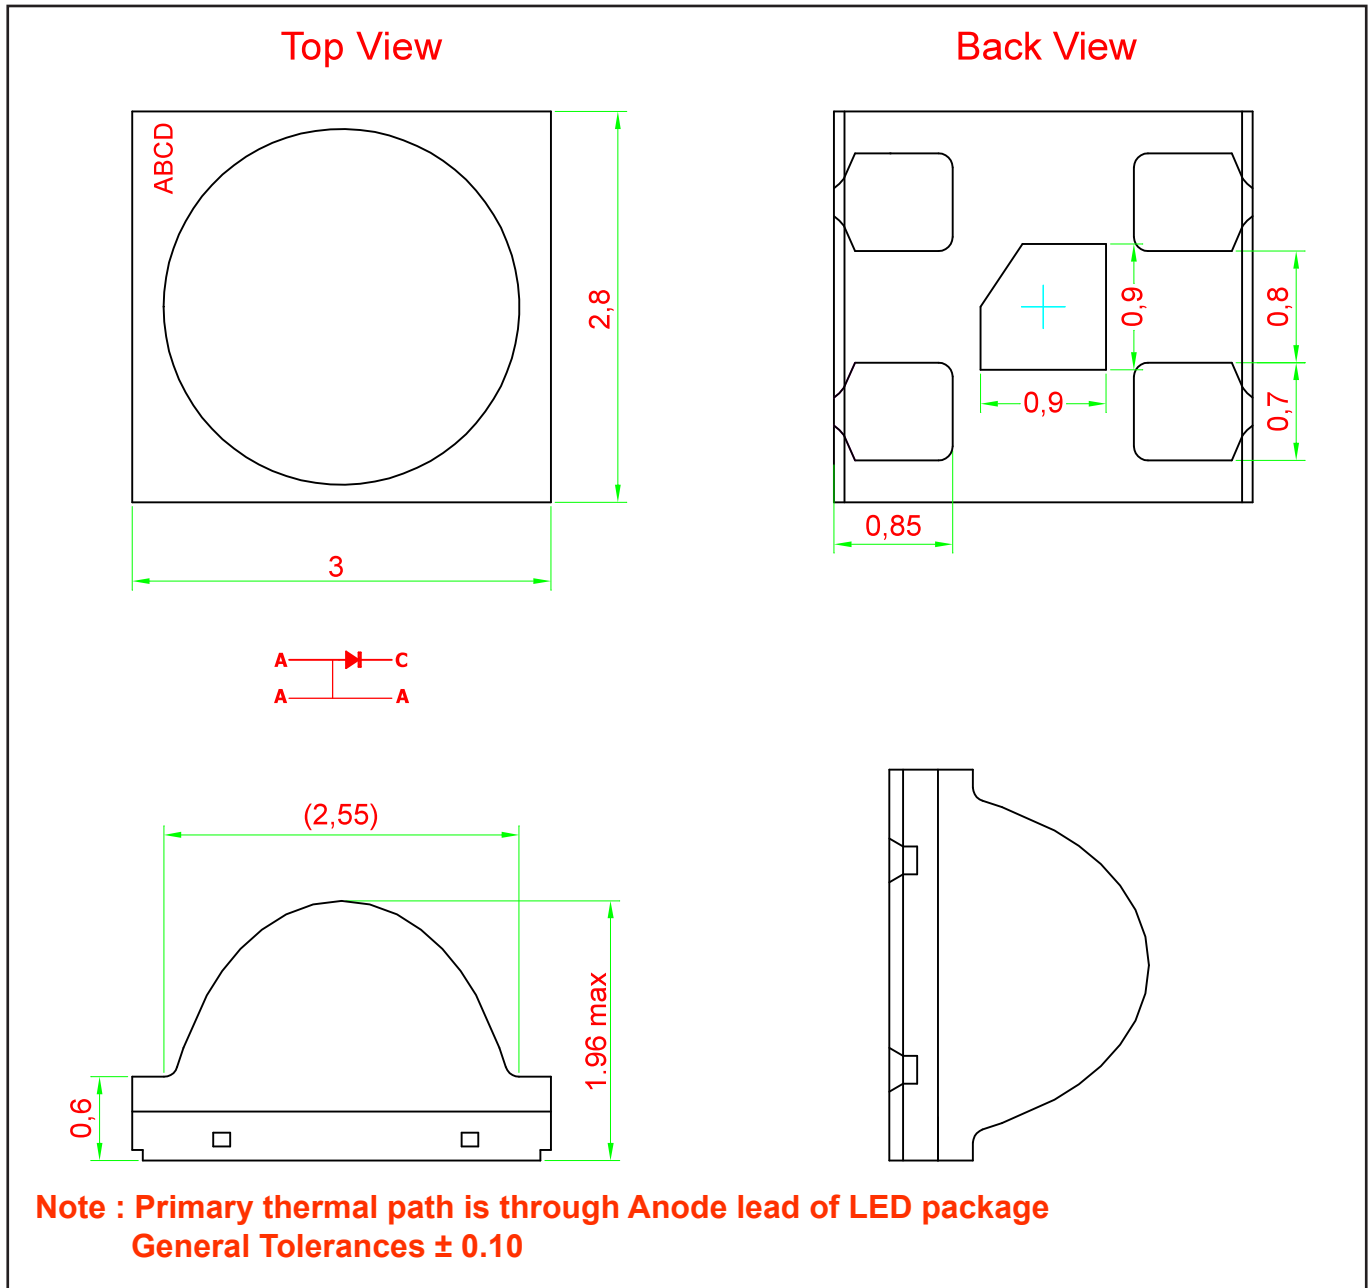 Top View
Back View
ABCD
2,8
3
0,9
0,9
0,8
0,7
0,85
A C
A A
(2,55)
1.96 max
0,6
Note : Primary thermal path is through Anode lead of LED package
General Tolerances ± 0.10